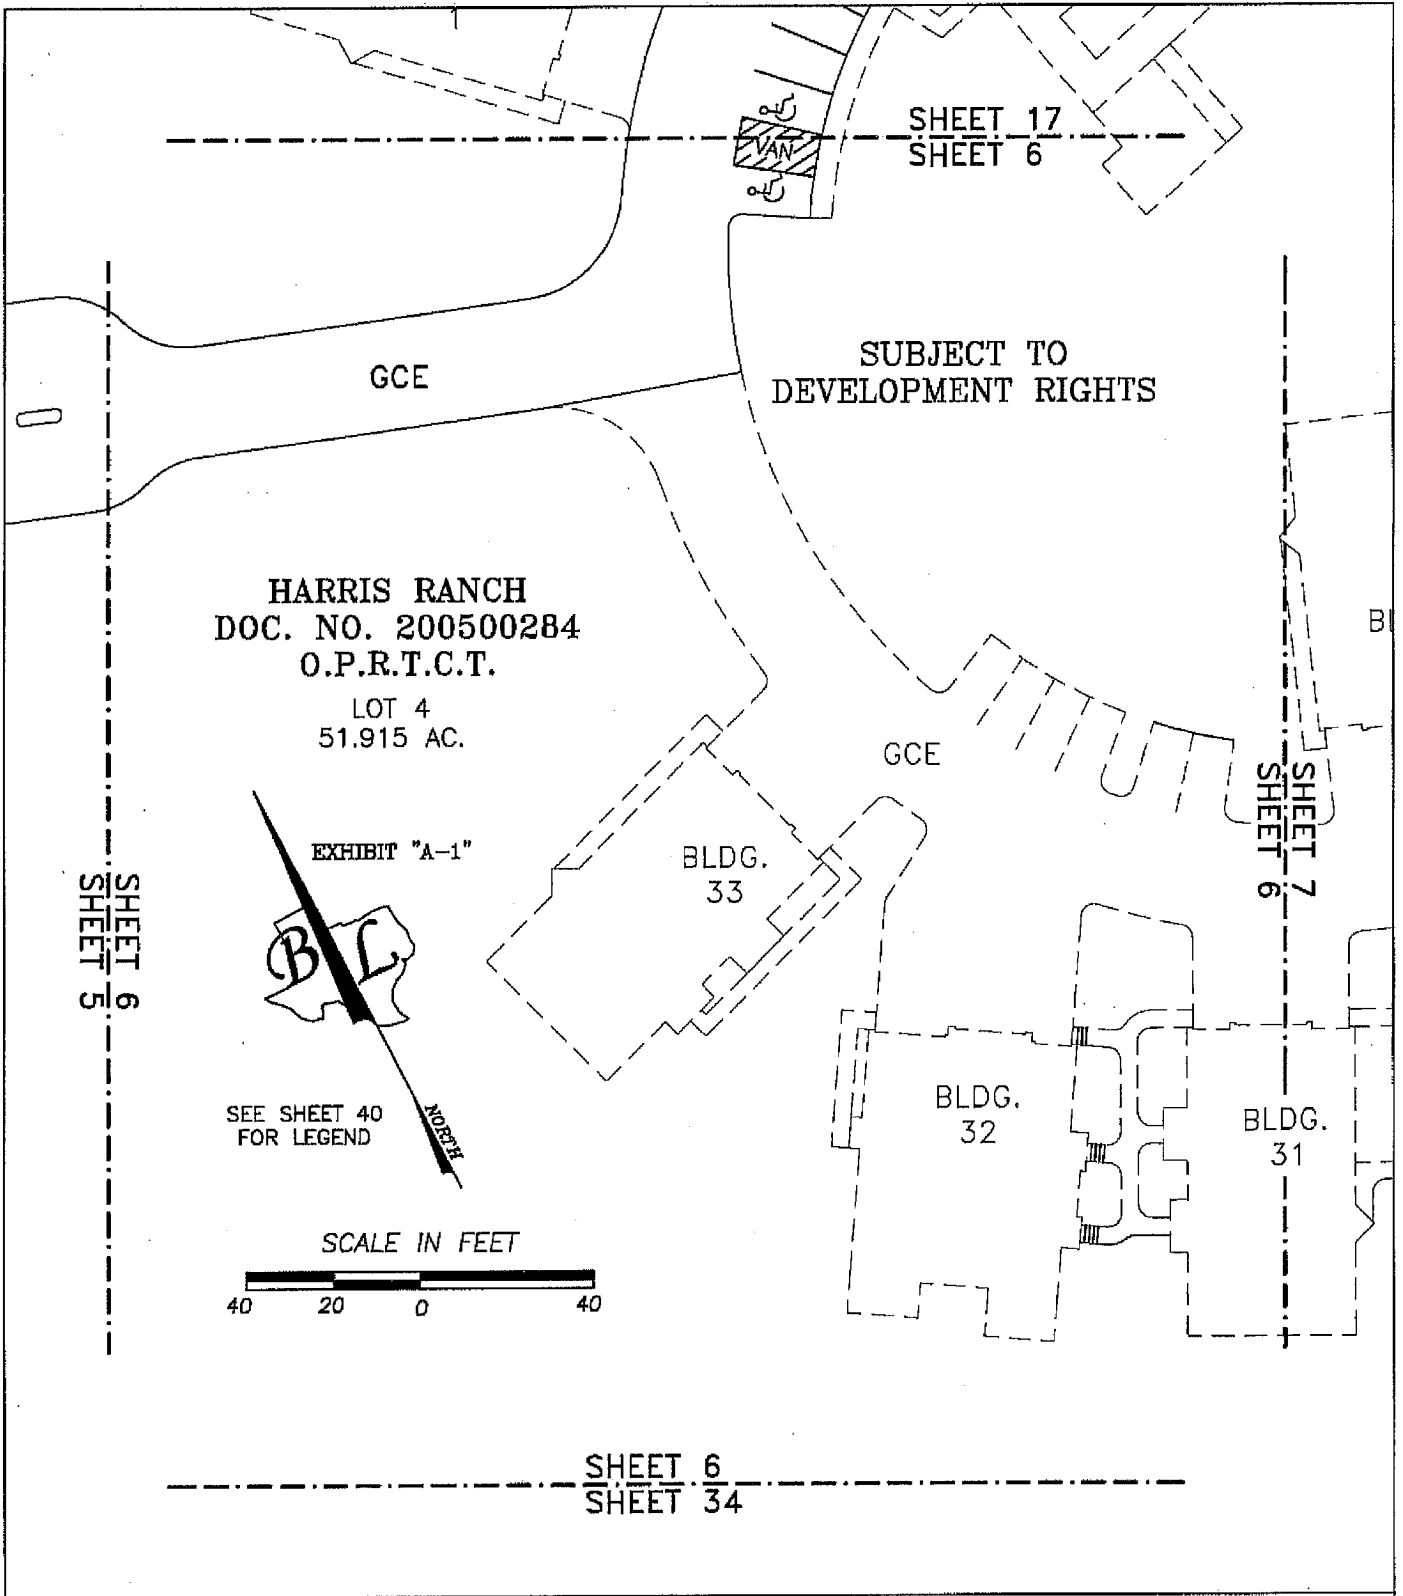 SHEET 17
SHEET 6
VAN
GCE
SUBJECT TO
DEVELOPMENT RIGHTS
HARRIS RANCH
DOC. NO. 200500284
O.P.R.T.C.T.
LOT 4
51.915 AC.
GCE
BL
SHEET 7
SHEET 6
EXHIBIT "A-1"
BLDG.
33
SHEET 6
SHEET 5
B L
SEE SHEET 40
FOR LEGEND
NORTH
BLDG.
32
BLDG.
31
SCALE IN FEET
40 20 0 40
SHEET 6
SHEET 34